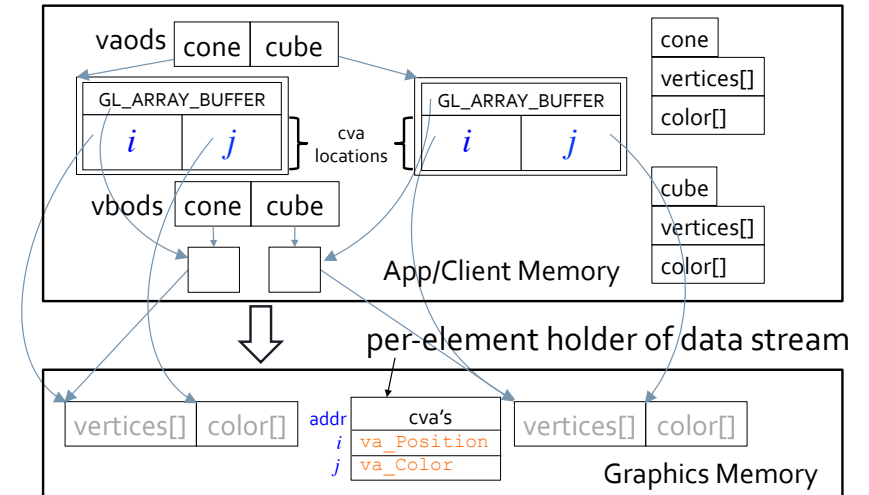 vaods cone cube
GL_ARRAY_BUFFER
i j
cva
locations
GL_ARRAY_BUFFER
i j
cone
vertices[]
color[]
vbods cone cube
cube
vertices[]
color[]
App/Client Memory
per-element holder of data stream
vertices[] color[]
addr cva's
i va_Position
j va_Color
vertices[] color[]
Graphics Memory